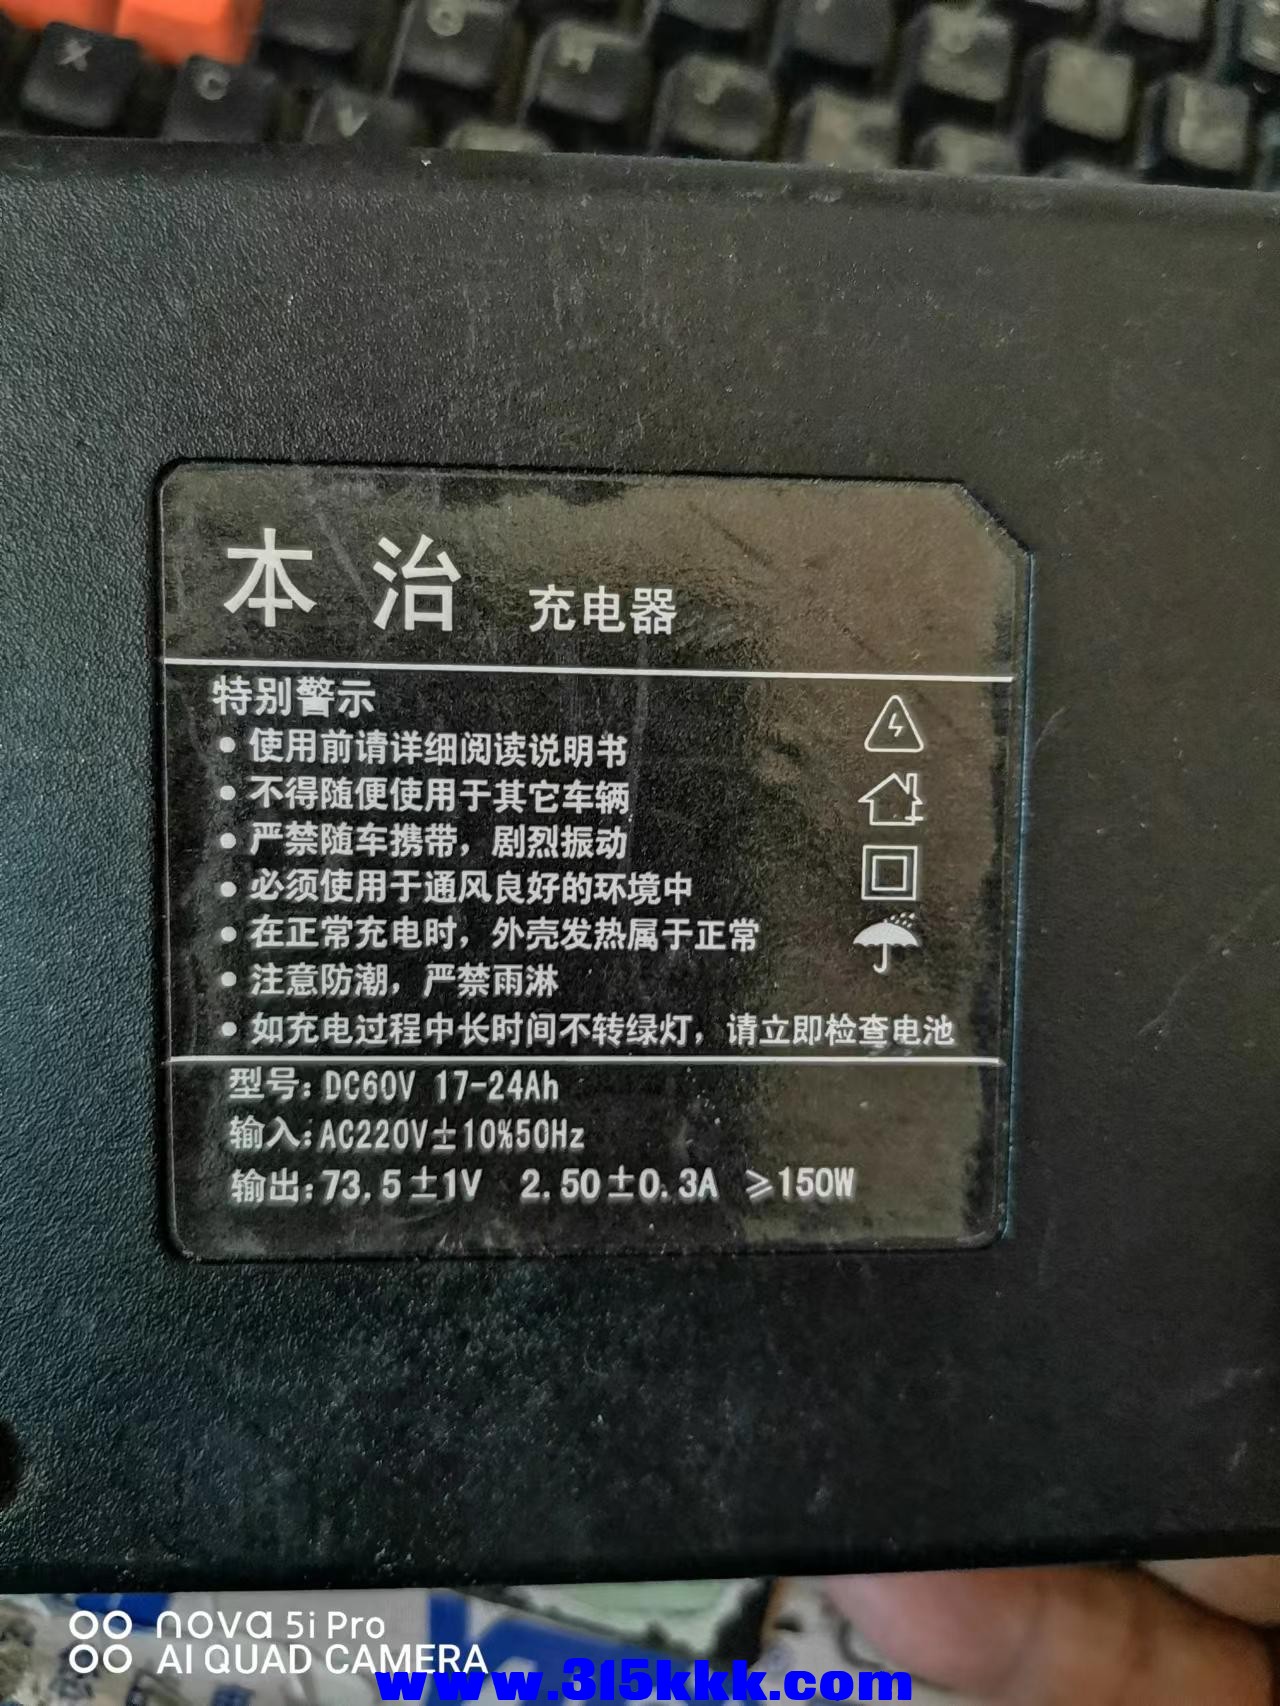 X C V
本治 充电器
特别警示
• 使用前请详细阅读说明书
• 不得随便使用于其它车辆
• 严禁随车携带，剧烈振动
• 必须使用于通风良好的环境中
• 在正常充电时，外壳发热属于正常
• 注意防潮，严禁雨淋
• 如充电过程中长时间不转绿灯，请立即检查电池
型号: DC60V 17-24Ah
输入: AC220V±10%50Hz
输出: 73.5±1V 2.50±0.3A ≥150W
nova 5i Pro
AI QUAD CAMERA
www.315kkk.com